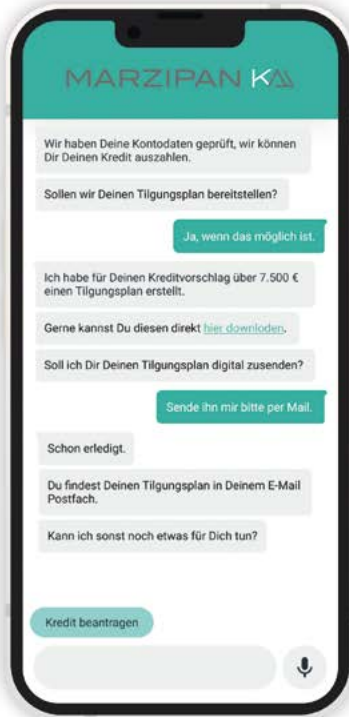 MARZIPAN KΛ
Wir haben Deine Kontodaten geprüft, wir können
Dir Deinen Kredit auszahlen.
Sollen wir Deinen Tilgungsplan bereitstellen?
Ja, wenn das möglich ist.
Ich habe für Deinen Kreditvorschlag über 7.500 €
einen Tilgungsplan erstellt.
Gerne kannst Du diesen direkt hier downloden.
Soll ich Dir Deinen Tilgungsplan digital zusenden?
Sende ihn mir bitte per Mail.
Schon erledigt.
Du findest Deinen Tilgungsplan in Deinem E-Mail
Postfach.
Kann ich sonst noch etwas für Dich tun?
Kredit beantragen